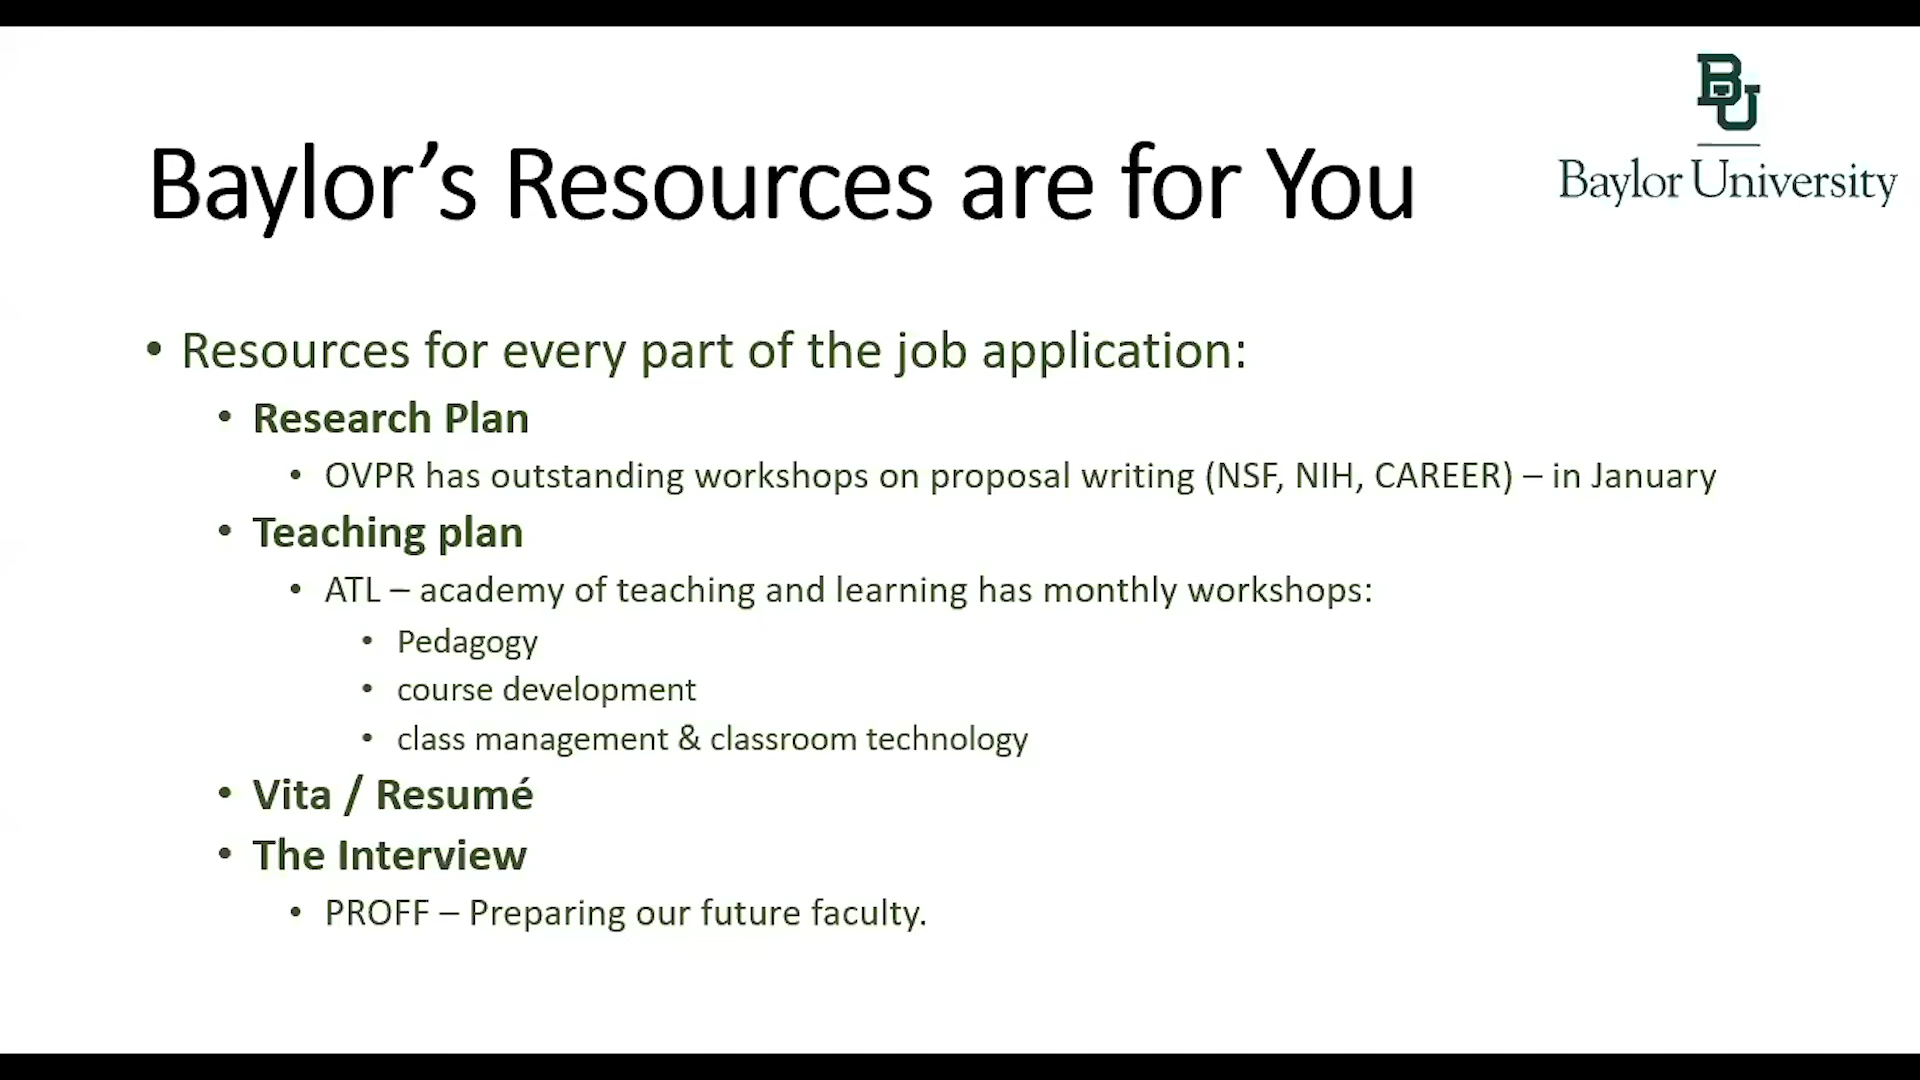 BU
Baylor University
Baylor’s Resources are for You
• Resources for every part of the job application:
• Research Plan
• OVPR has outstanding workshops on proposal writing (NSF, NIH, CAREER) – in January
• Teaching plan
• ATL – academy of teaching and learning has monthly workshops:
• Pedagogy
• course development
• class management & classroom technology
• Vita / Resumé
• The Interview
• PROFF – Preparing our future faculty.